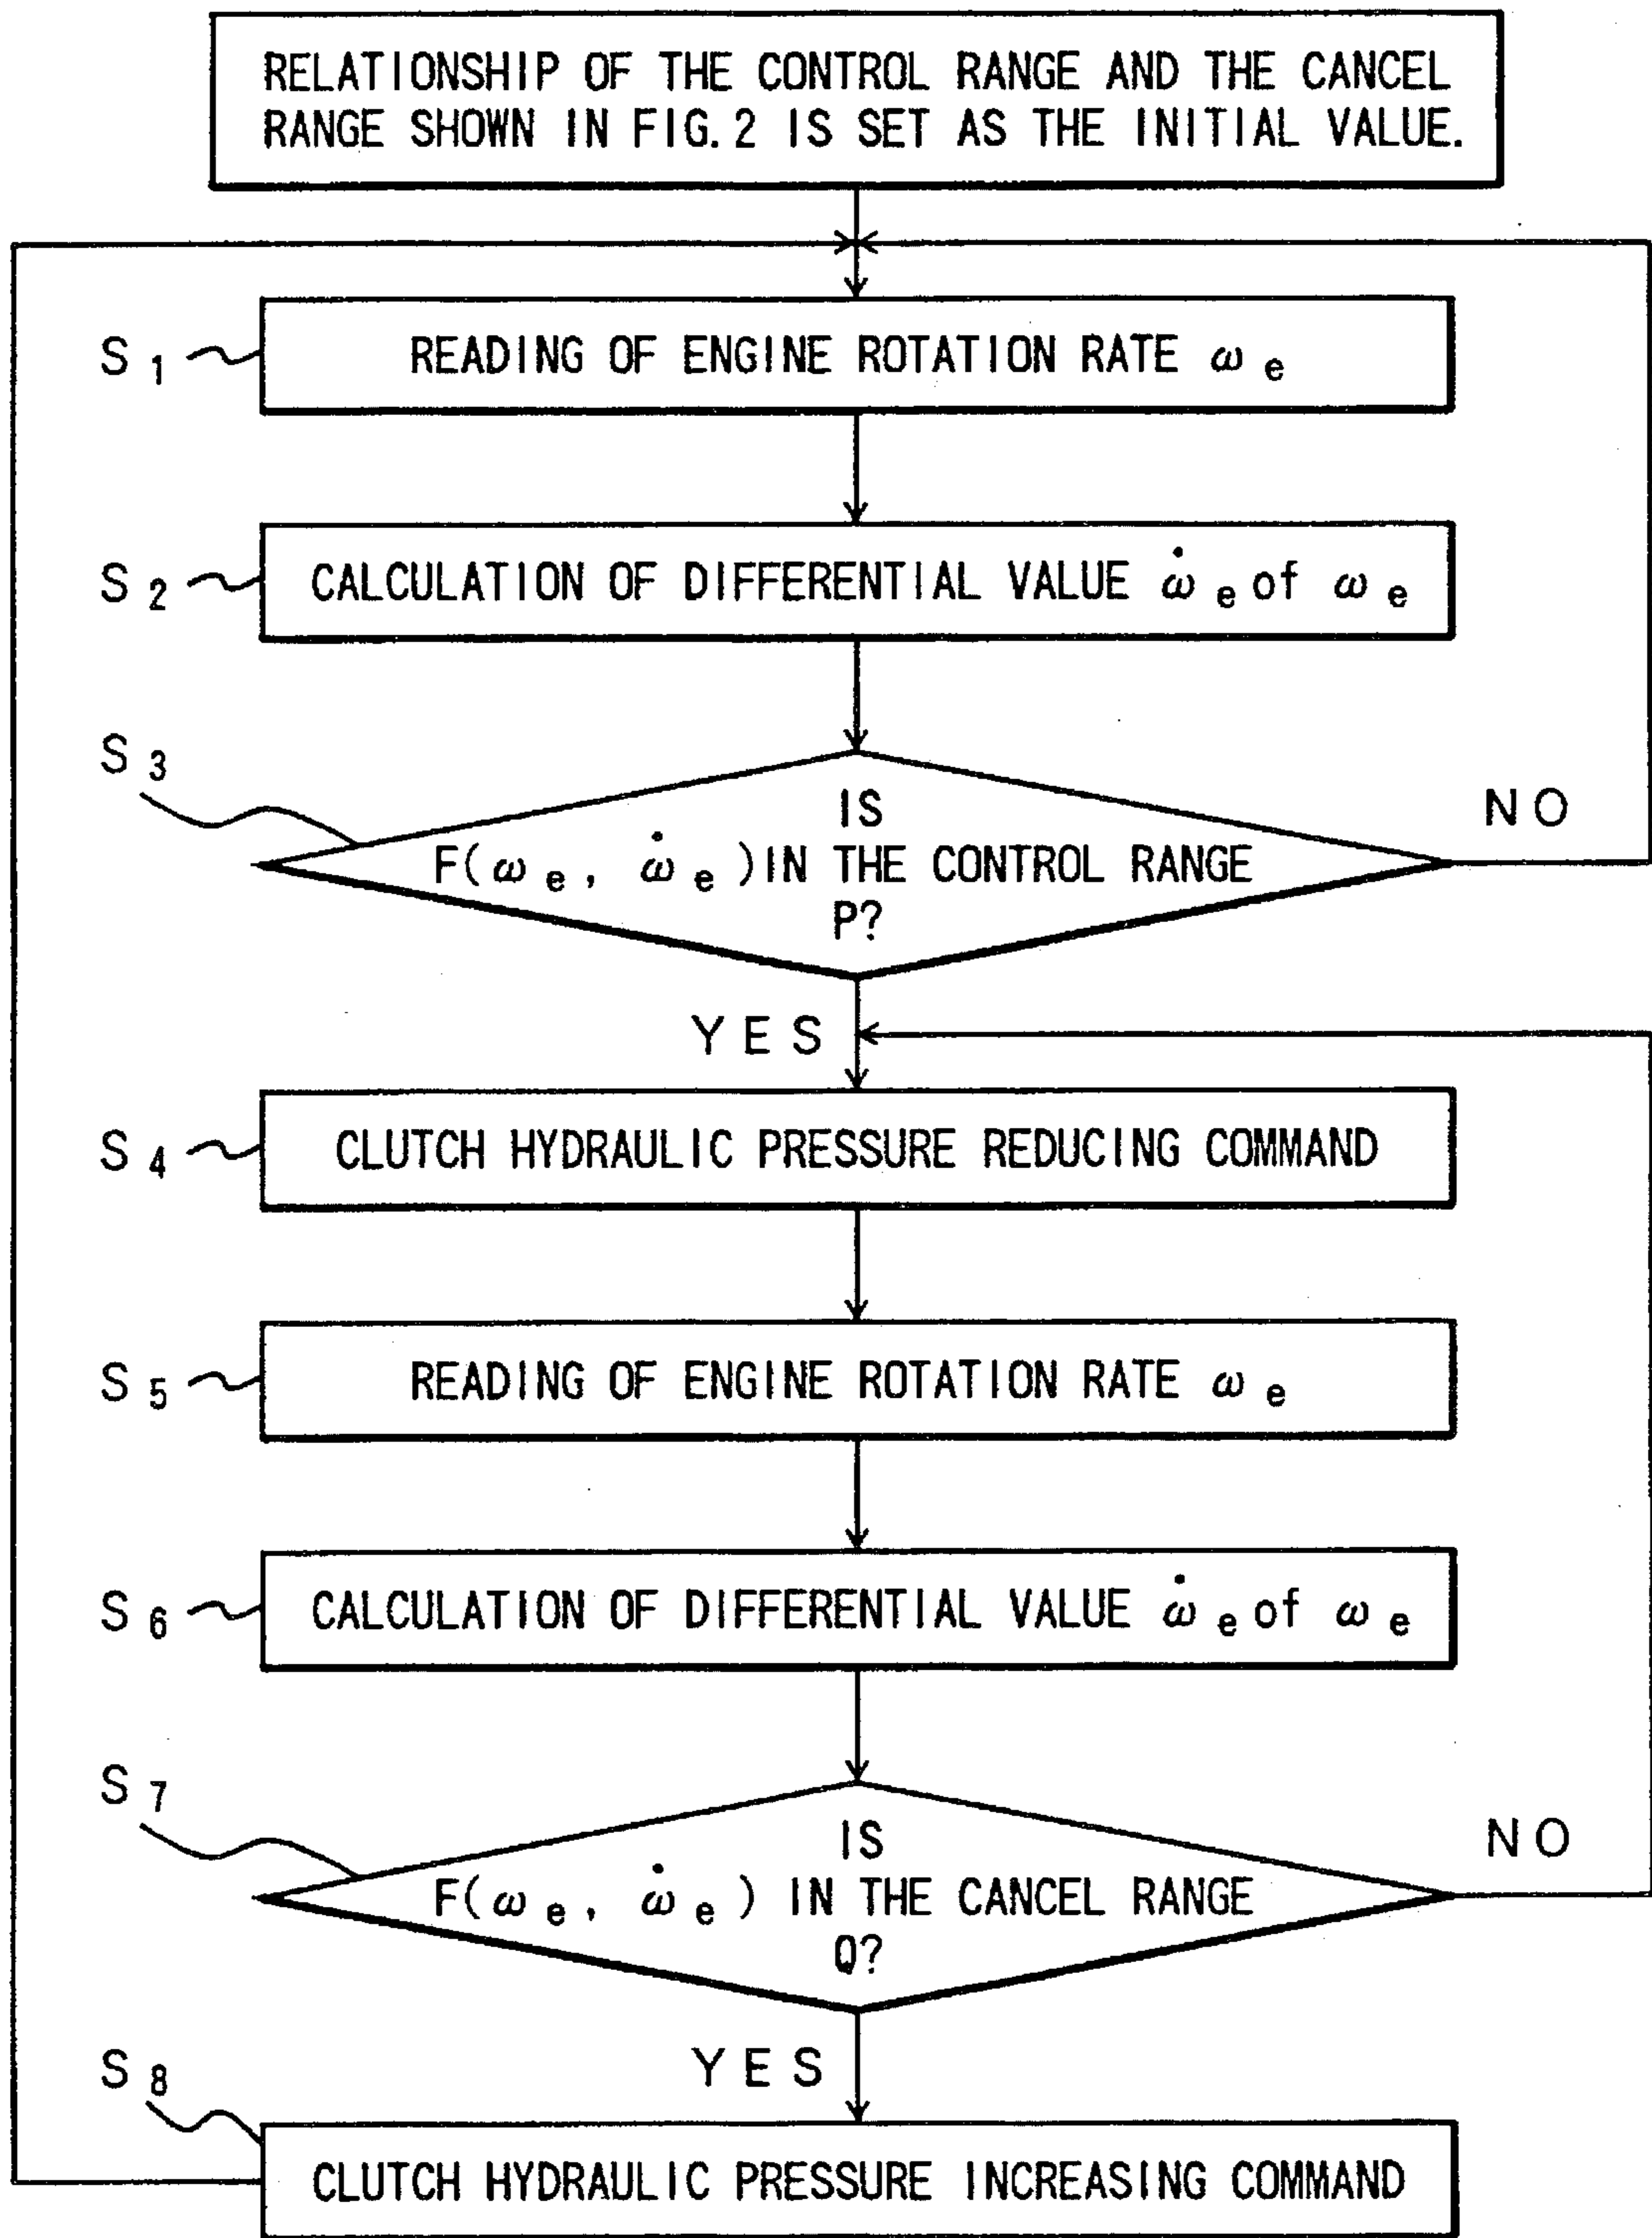 RELATIONSHIP OF THE CONTROL RANGE AND THE CANCEL
RANGE SHOWN IN FIG. 2 IS SET AS THE INITIAL VALUE.
S1
READING OF ENGINE ROTATION RATE ωe
S2
CALCULATION OF DIFFERENTIAL VALUE ω̇e of ωe
S3
IS
F(ωe, ω̇e) IN THE CONTROL RANGE
P?
NO
YES
S4
CLUTCH HYDRAULIC PRESSURE REDUCING COMMAND
S5
READING OF ENGINE ROTATION RATE ωe
S6
CALCULATION OF DIFFERENTIAL VALUE ω̇e of ωe
S7
IS
F(ωe, ω̇e) IN THE CANCEL RANGE
Q?
NO
YES
S8
CLUTCH HYDRAULIC PRESSURE INCREASING COMMAND